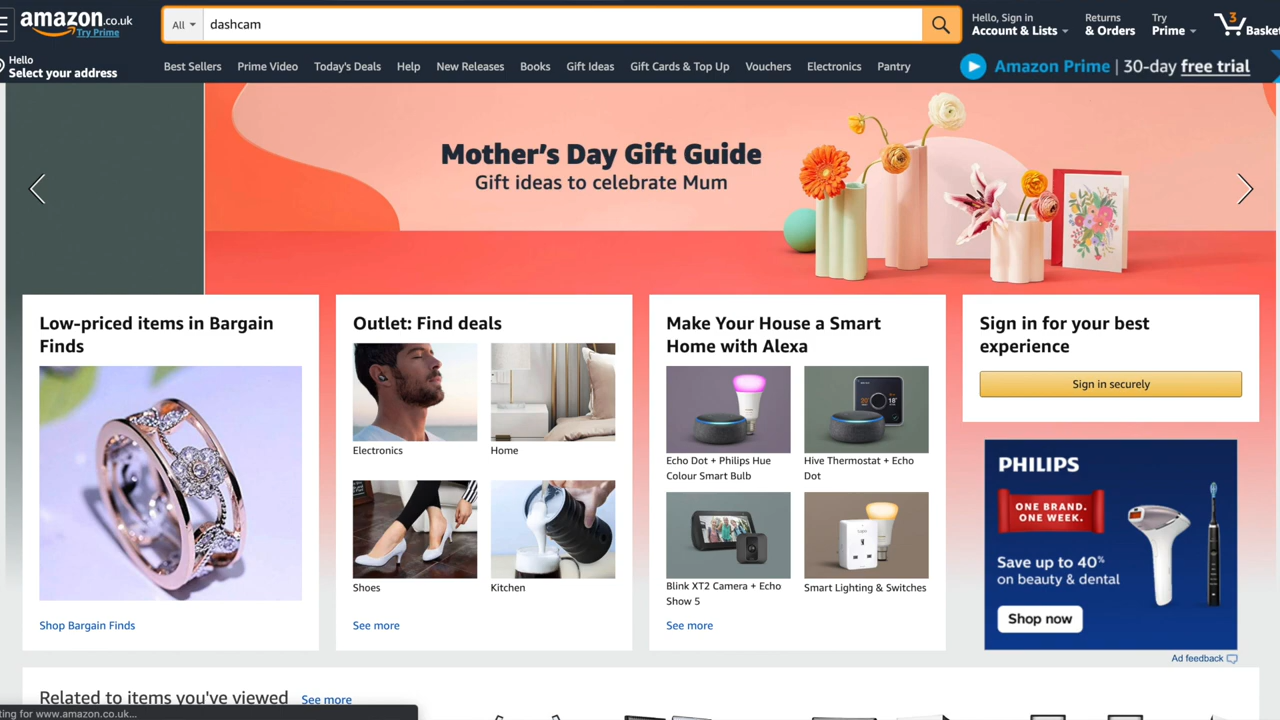 amazon.co.uk
Try Prime
All
dashcam
Hello, Sign in
Account & Lists
Returns
& Orders
Try
Prime
3
Baske
Hello
Select your address
Best Sellers
Prime Video
Today's Deals
Help
New Releases
Books
Gift Ideas
Gift Cards & Top Up
Vouchers
Electronics
Pantry
Amazon Prime | 30-day free trial
Mother's Day Gift Guide
Gift ideas to celebrate Mum
Low-priced items in Bargain
Finds
Shop Bargain Finds
Outlet: Find deals
Electronics
Home
Shoes
Kitchen
See more
Make Your House a Smart
Home with Alexa
Echo Dot + Philips Hue
Colour Smart Bulb
Hive Thermostat + Echo
Dot
Blink XT2 Camera + Echo
Show 5
Smart Lighting & Switches
See more
Sign in for your best
experience
Sign in securely
PHILIPS
ONE BRAND.
ONE WEEK.
Save up to 40%
on beauty & dental
Shop now
Ad feedback
Related to items you've viewed
See more
ting for www.amazon.co.uk...